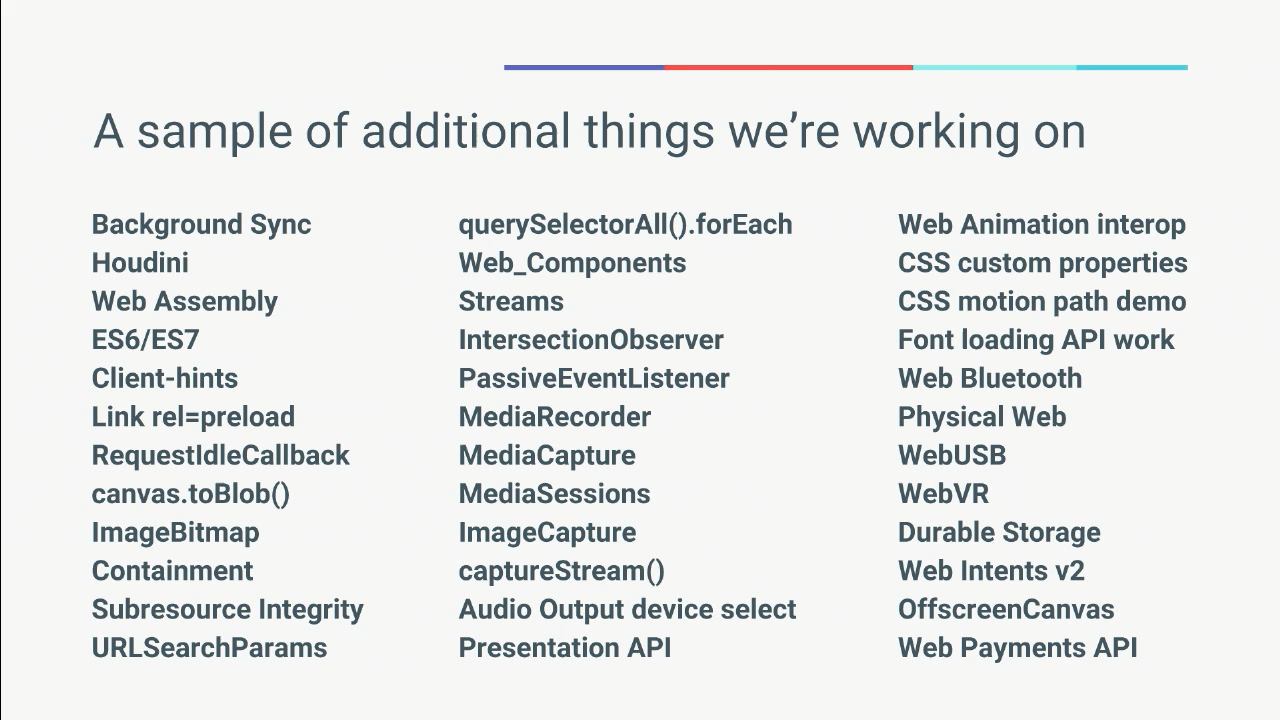 A sample of additional things we’re working on
Background Sync
Houdini
Web Assembly
ES6/ES7
Client-hints
Link rel=preload
RequestIdleCallback
canvas.toBlob()
ImageBitmap
Containment
Subresource Integrity
URLSearchParams
querySelectorAll().forEach
Web_Components
Streams
IntersectionObserver
PassiveEventListener
MediaRecorder
MediaCapture
MediaSessions
ImageCapture
captureStream()
Audio Output device select
Presentation API
Web Animation interop
CSS custom properties
CSS motion path demo
Font loading API work
Web Bluetooth
Physical Web
WebUSB
WebVR
Durable Storage
Web Intents v2
OffscreenCanvas
Web Payments API